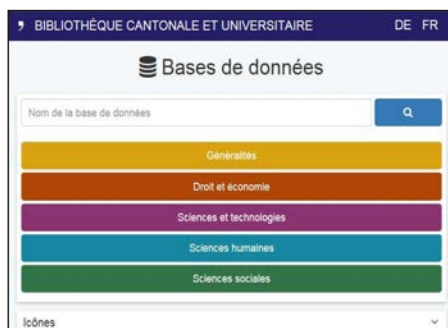 BIBLIOTHÈQUE CANTONALE ET UNIVERSITAIRE DE FR
Bases de données
Nom de la base de données
Généralités
Droit et économie
Sciences et technologies
Sciences humaines
Sciences sociales
Icônes